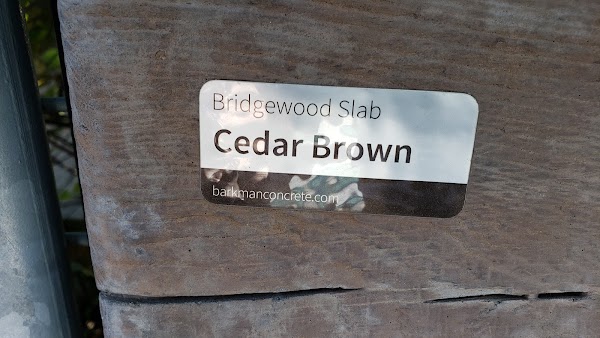 Bridgewood Slab
Cedar Brown
barkmanconcrete.com